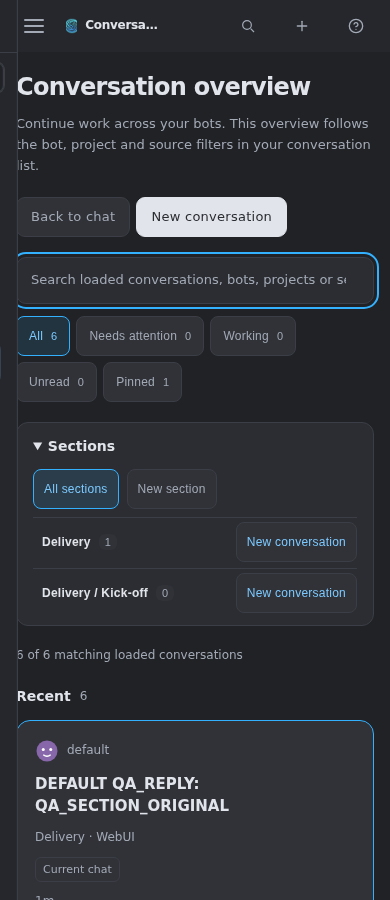 Conversa...
Conversation overview
Continue work across your bots. This overview follows
the bot, project and source filters in your conversation
list.
Back to chat
New conversation
Search loaded conversations, bots, projects or
All 6
Needs attention 0
Working 0
Unread 0
Pinned 1
Sections
All sections
New section
Delivery 1
New conversation
Delivery / Kick-off 0
New conversation
6 of 6 matching loaded conversations
Recent 6
default
DEFAULT QA_REPLY:
QA_SECTION_ORIGINAL
Delivery · WebUI
Current chat